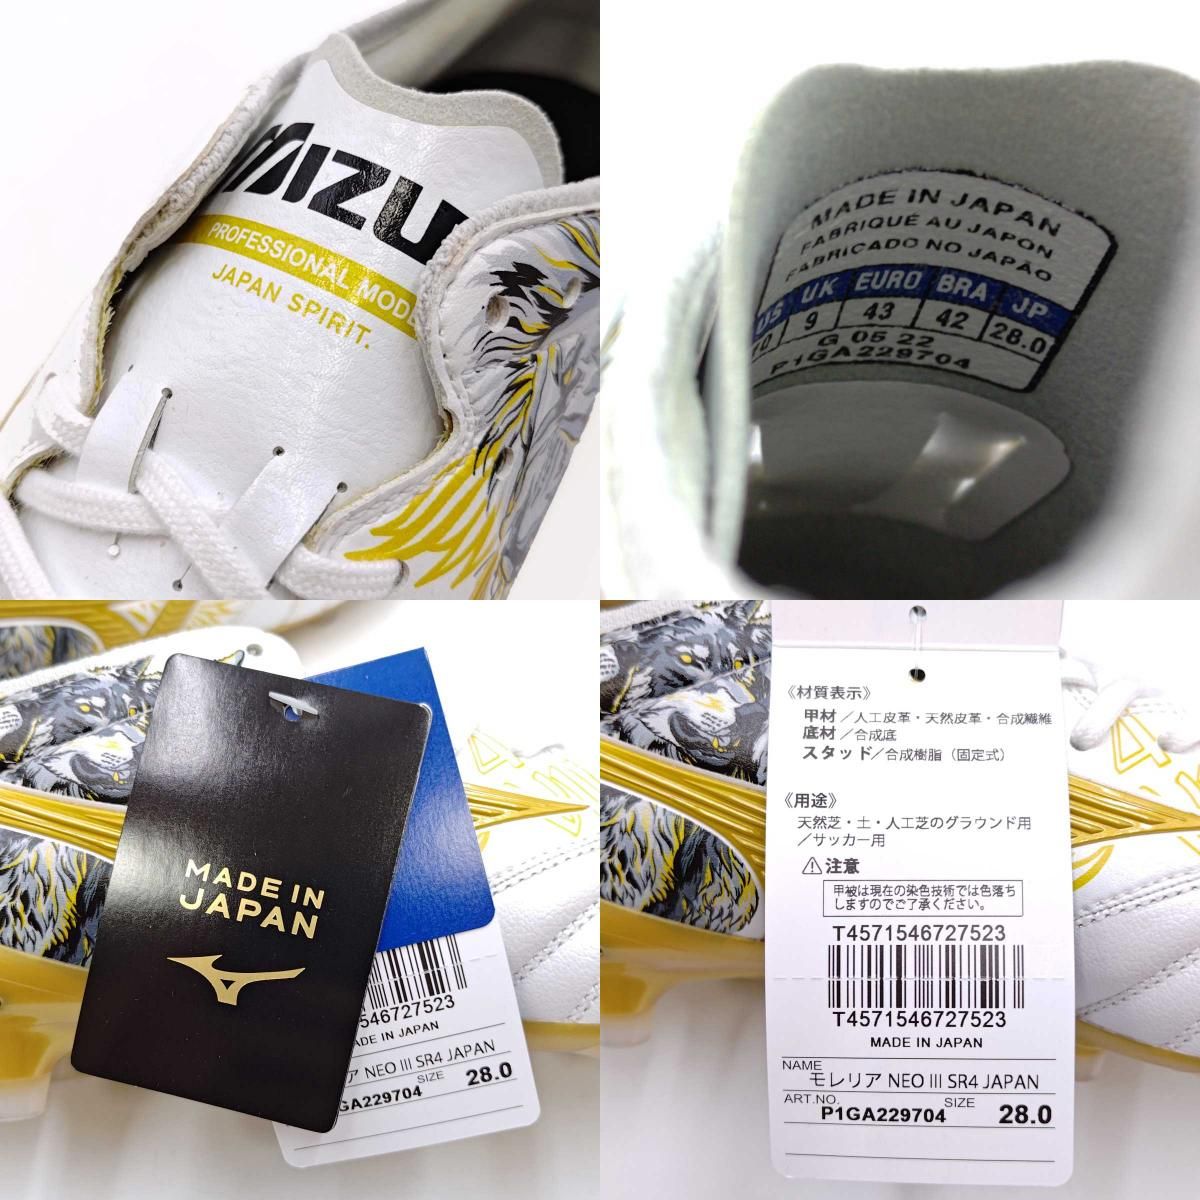 MIZU
PROFESSIONAL MODE
JAPAN SPIRIT.
MADE IN JAPAN
FABRIQUÉ AU JAPON
FABRICADO NO JAPÃO
US UK EURO BRA JP
10 9 43 42 28.0
G 05 22
P1GA229704
MADE IN
JAPAN
546727523
ADE IN JAPAN
ア NEO III SR4 JAPAN
SIZE
GA229704 28.0
《材質表示》
甲材／人工皮革・天然皮革・合成繊維
底材／合成底
スタッド／合成樹脂（固定式）
《用途》
天然芝・土・人工芝のグラウンド用
／サッカー用
⚠注意
甲被は現在の染色技術では色落ち
しますのでご了承ください。
T4571546727523
T4571546727523
MADE IN JAPAN
NAME
モレリア NEO III SR4 JAPAN
ART.NO. SIZE
P1GA229704 28.0